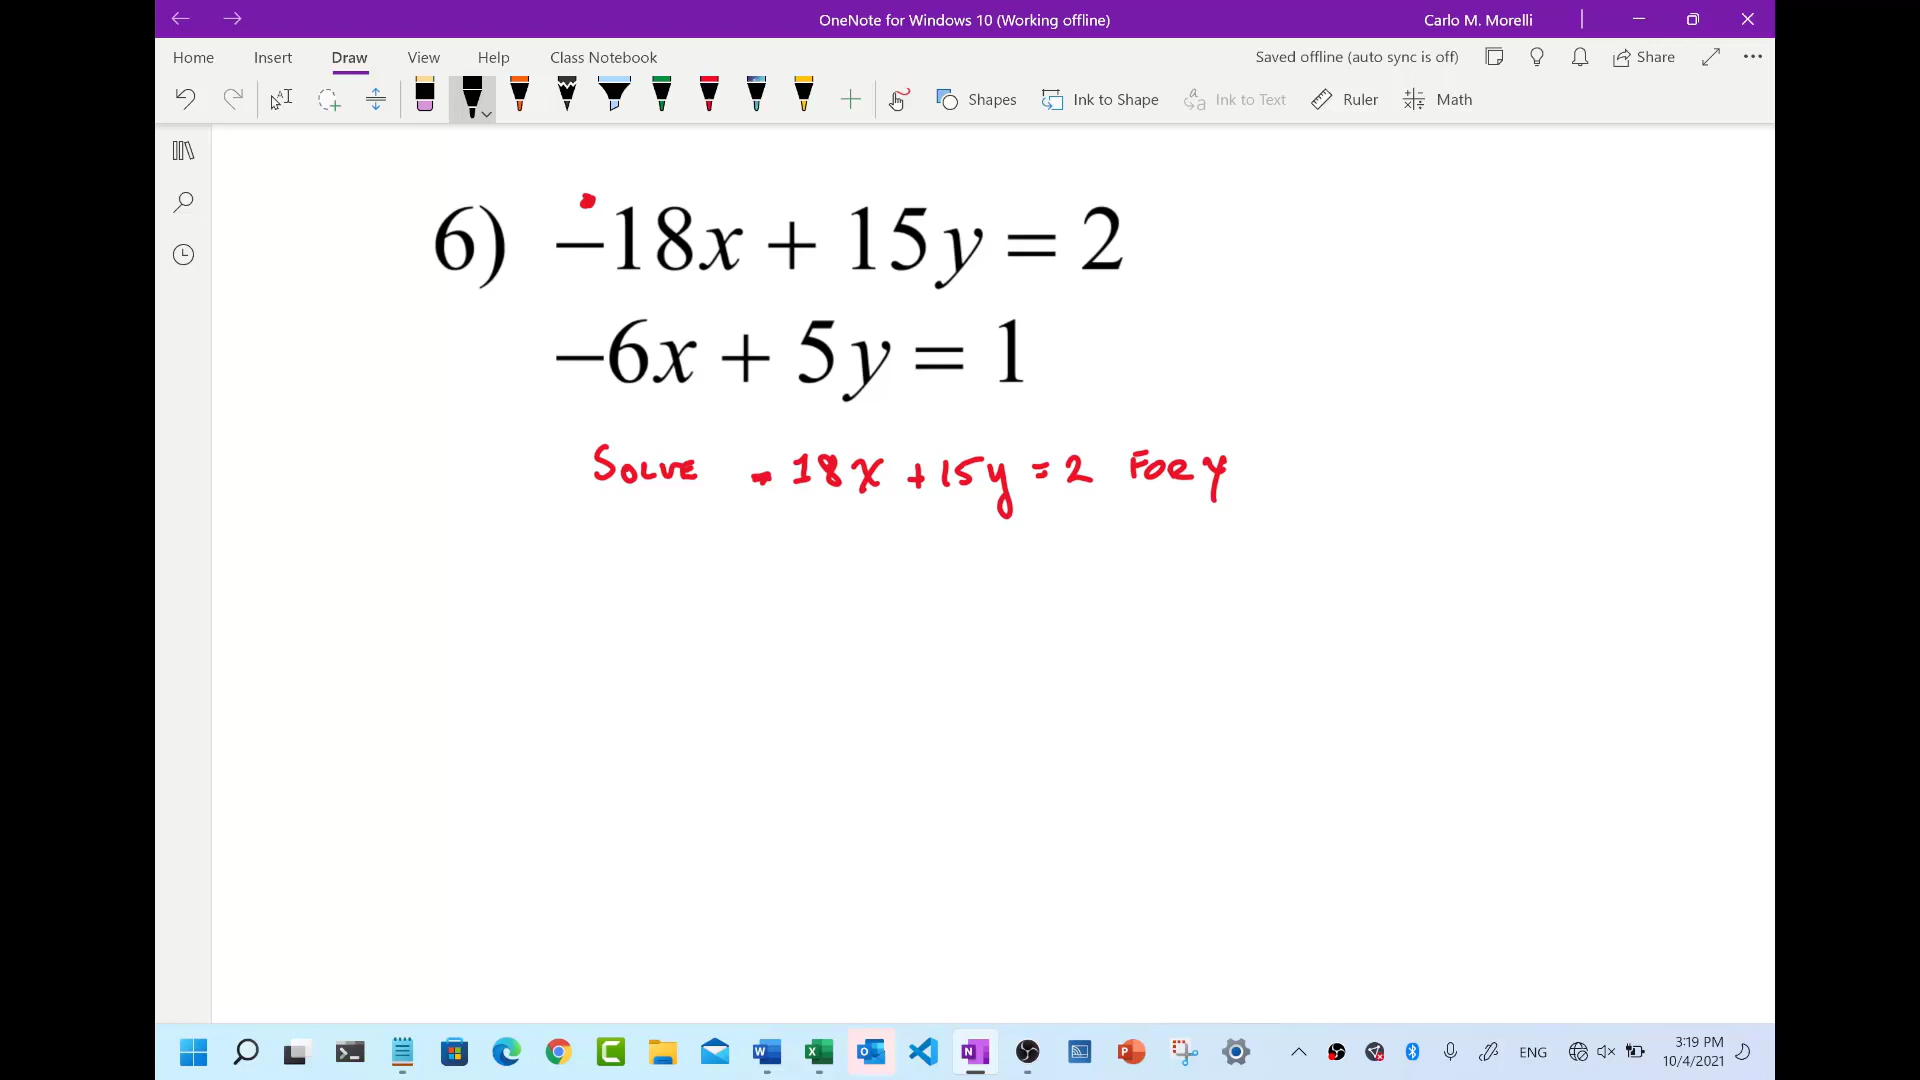 OneNote for Windows 10 (Working offline)
Carlo M. Morelli
Home Insert Draw View Help Class Notebook
Saved offline (auto sync is off) Share
Shapes Ink to Shape Ink to Text Ruler Math
6) −18x + 15y = 2
−6x + 5y = 1
SOLVE -18x + 15y = 2 FOR y
ENG
3:19 PM
10/4/2021